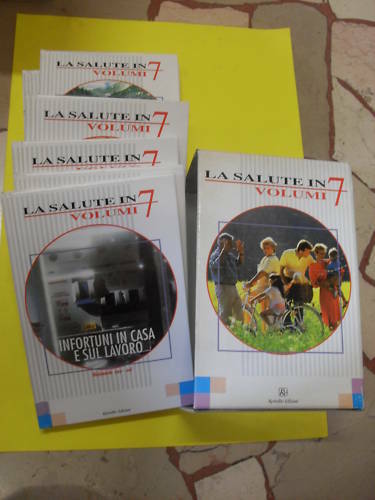 LA SALUTE IN 7
VOLUMI
LA SALUTE IN 7
VOLUMI
LA SALUTE IN 7
VOLUMI
LA SALUTE IN 7
VOLUMI
INFORTUNI IN CASA
E SUL LAVORO
LA SALUTE IN 7
VOLUMI